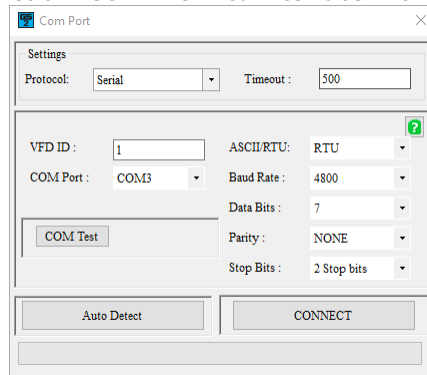 Com Port
Settings
Protocol: Serial Timeout : 500
VFD ID : 1 ASCII/RTU: RTU
COM Port : COM3 Baud Rate : 4800
Data Bits : 7
COM Test Parity : NONE
Stop Bits : 2 Stop bits
Auto Detect CONNECT